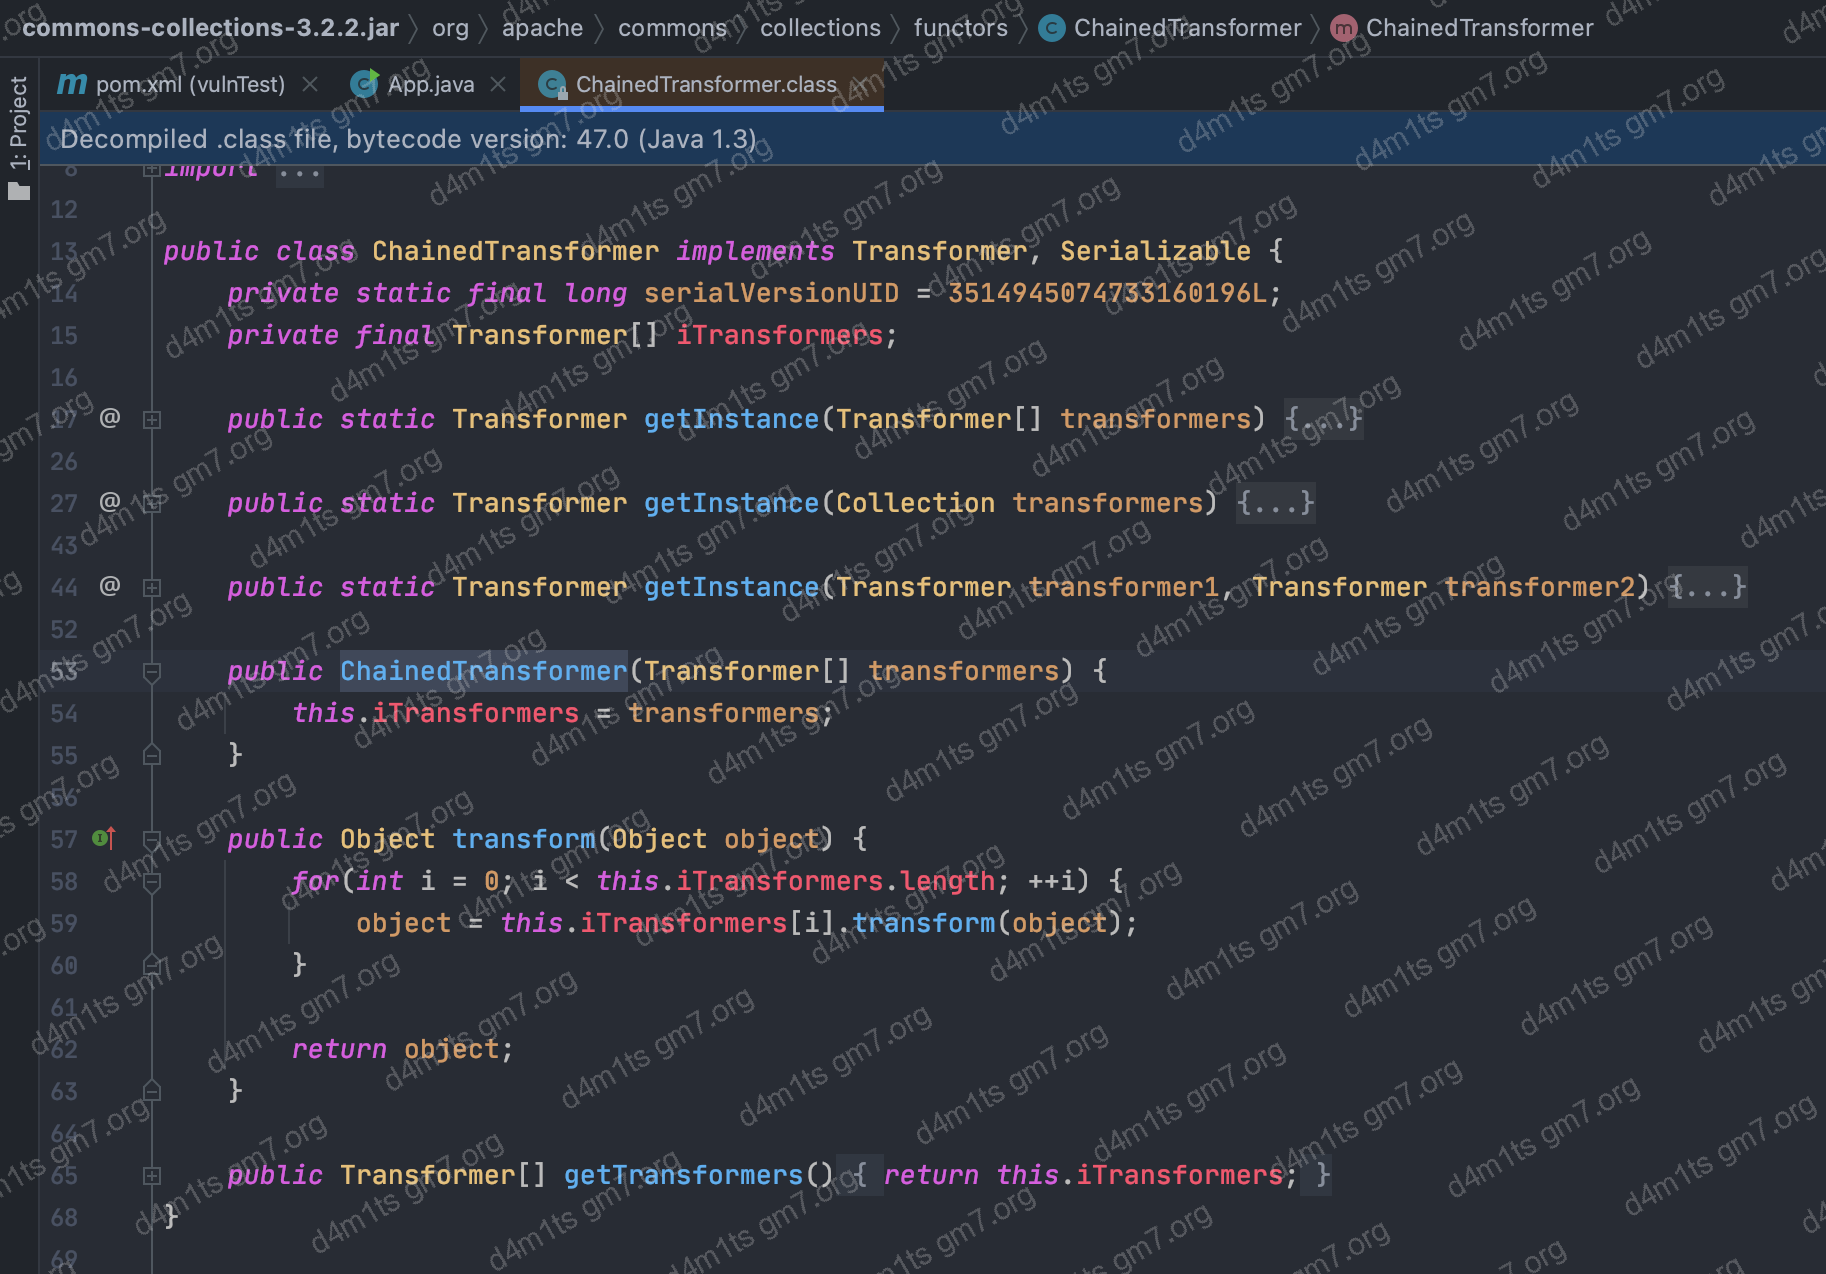 commons-collections-3.2.2.jar org apache commons collections functors C ChainedTransformer m ChainedTransformer
1: Project
m pom.xml (vulnTest) C App.java C ChainedTransformer.class
Decompiled .class file, bytecode version: 47.0 (Java 1.3)
8 import ...
12
13 public class ChainedTransformer implements Transformer, Serializable {
14 private static final long serialVersionUID = 3514945074733160196L;
15 private final Transformer[] iTransformers;
16
17 @ public static Transformer getInstance(Transformer[] transformers) {...}
26
27 @ public static Transformer getInstance(Collection transformers) {...}
43
44 @ public static Transformer getInstance(Transformer transformer1, Transformer transformer2) {...}
52
53 public ChainedTransformer(Transformer[] transformers) {
54 this.iTransformers = transformers;
55 }
56
57 public Object transform(Object object) {
58 for(int i = 0; i < this.iTransformers.length; ++i) {
59 object = this.iTransformers[i].transform(object);
60 }
61
62 return object;
63 }
64
65 public Transformer[] getTransformers() { return this.iTransformers; }
68 }
69
d4m1ts gm7.org